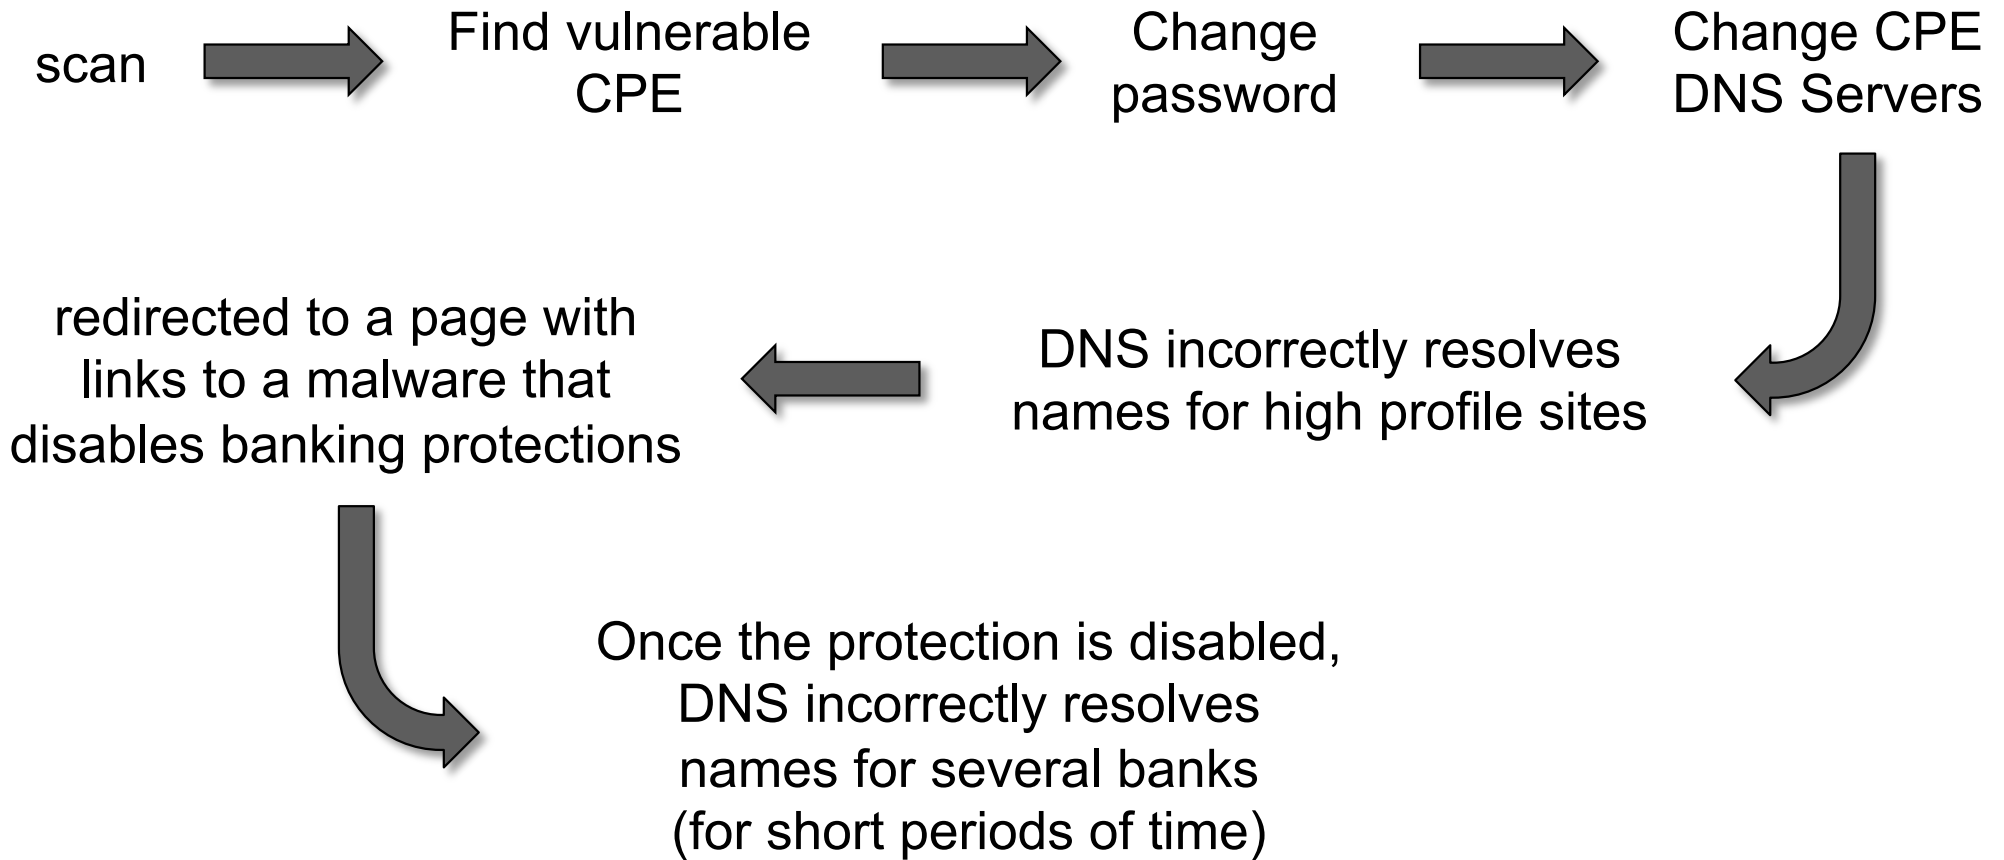 scan
Find vulnerable
CPE
Change
password
Change CPE
DNS Servers
DNS incorrectly resolves
names for high profile sites
redirected to a page with
links to a malware that
disables banking protections
Once the protection is disabled,
DNS incorrectly resolves
names for several banks
(for short periods of time)